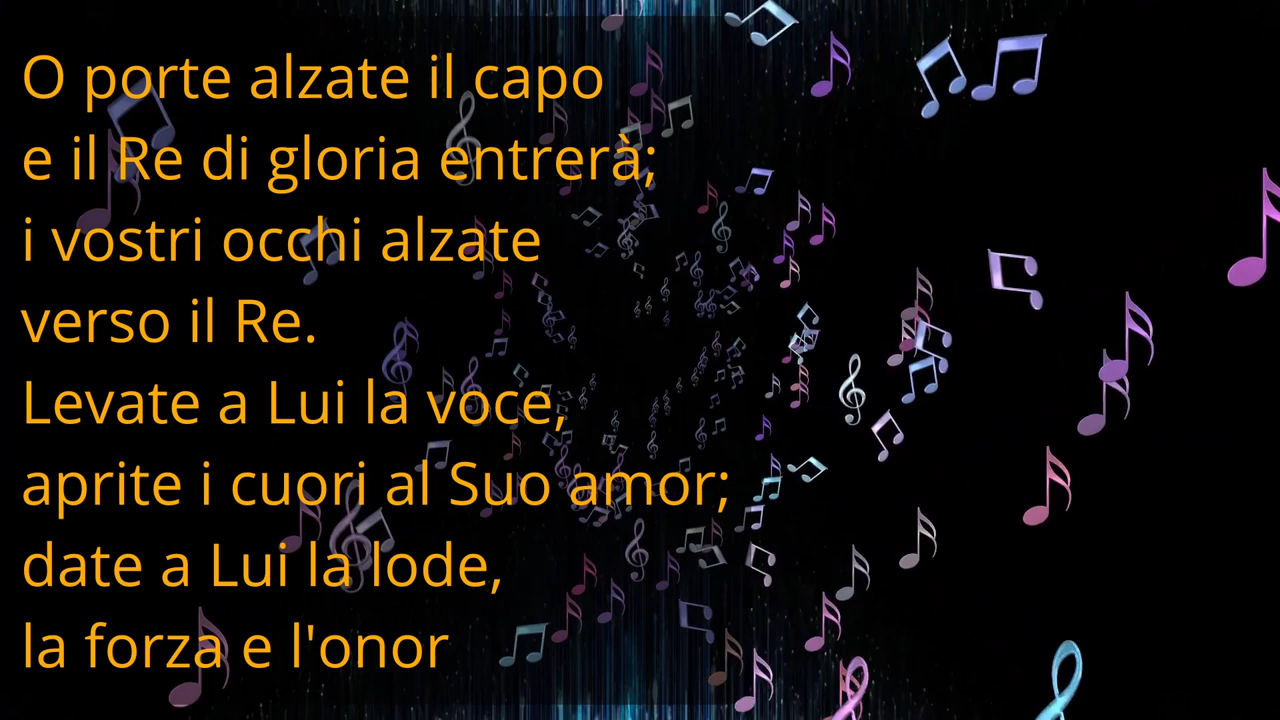 O porte alzate il capo
e il Re di gloria entrerà;
i vostri occhi alzate
verso il Re.
Levate a Lui la voce,
aprite i cuori al Suo amor;
date a Lui la lode,
la forza e l'onor